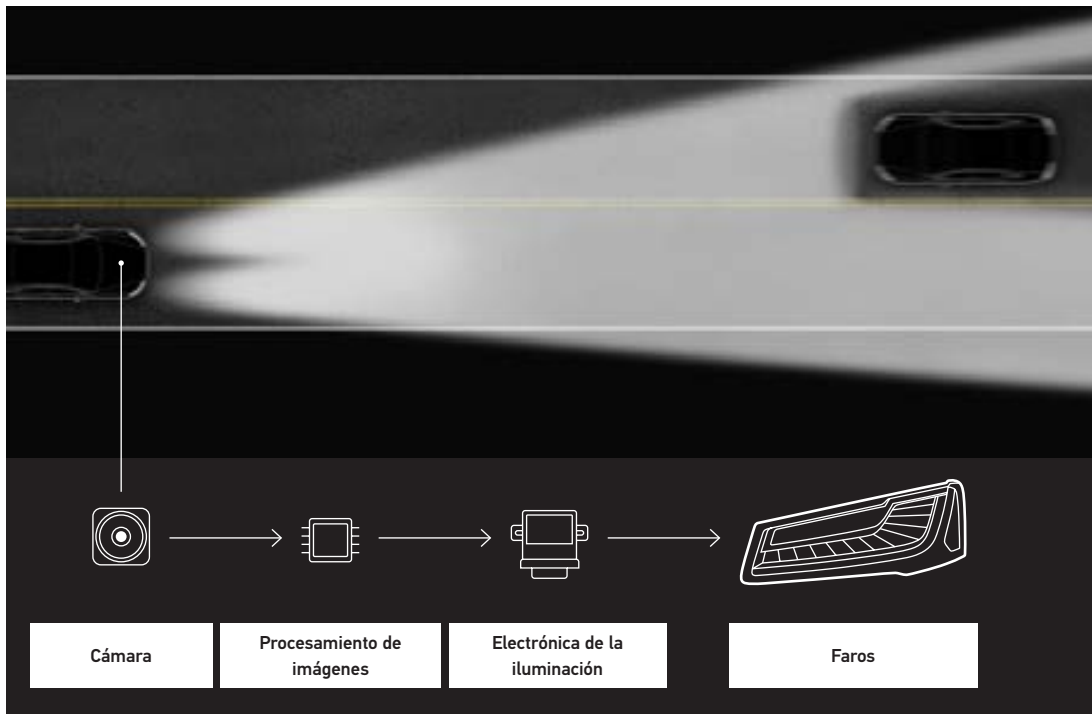 Cámara
Procesamiento de
imágenes
Electrónica de la
iluminación
Faros